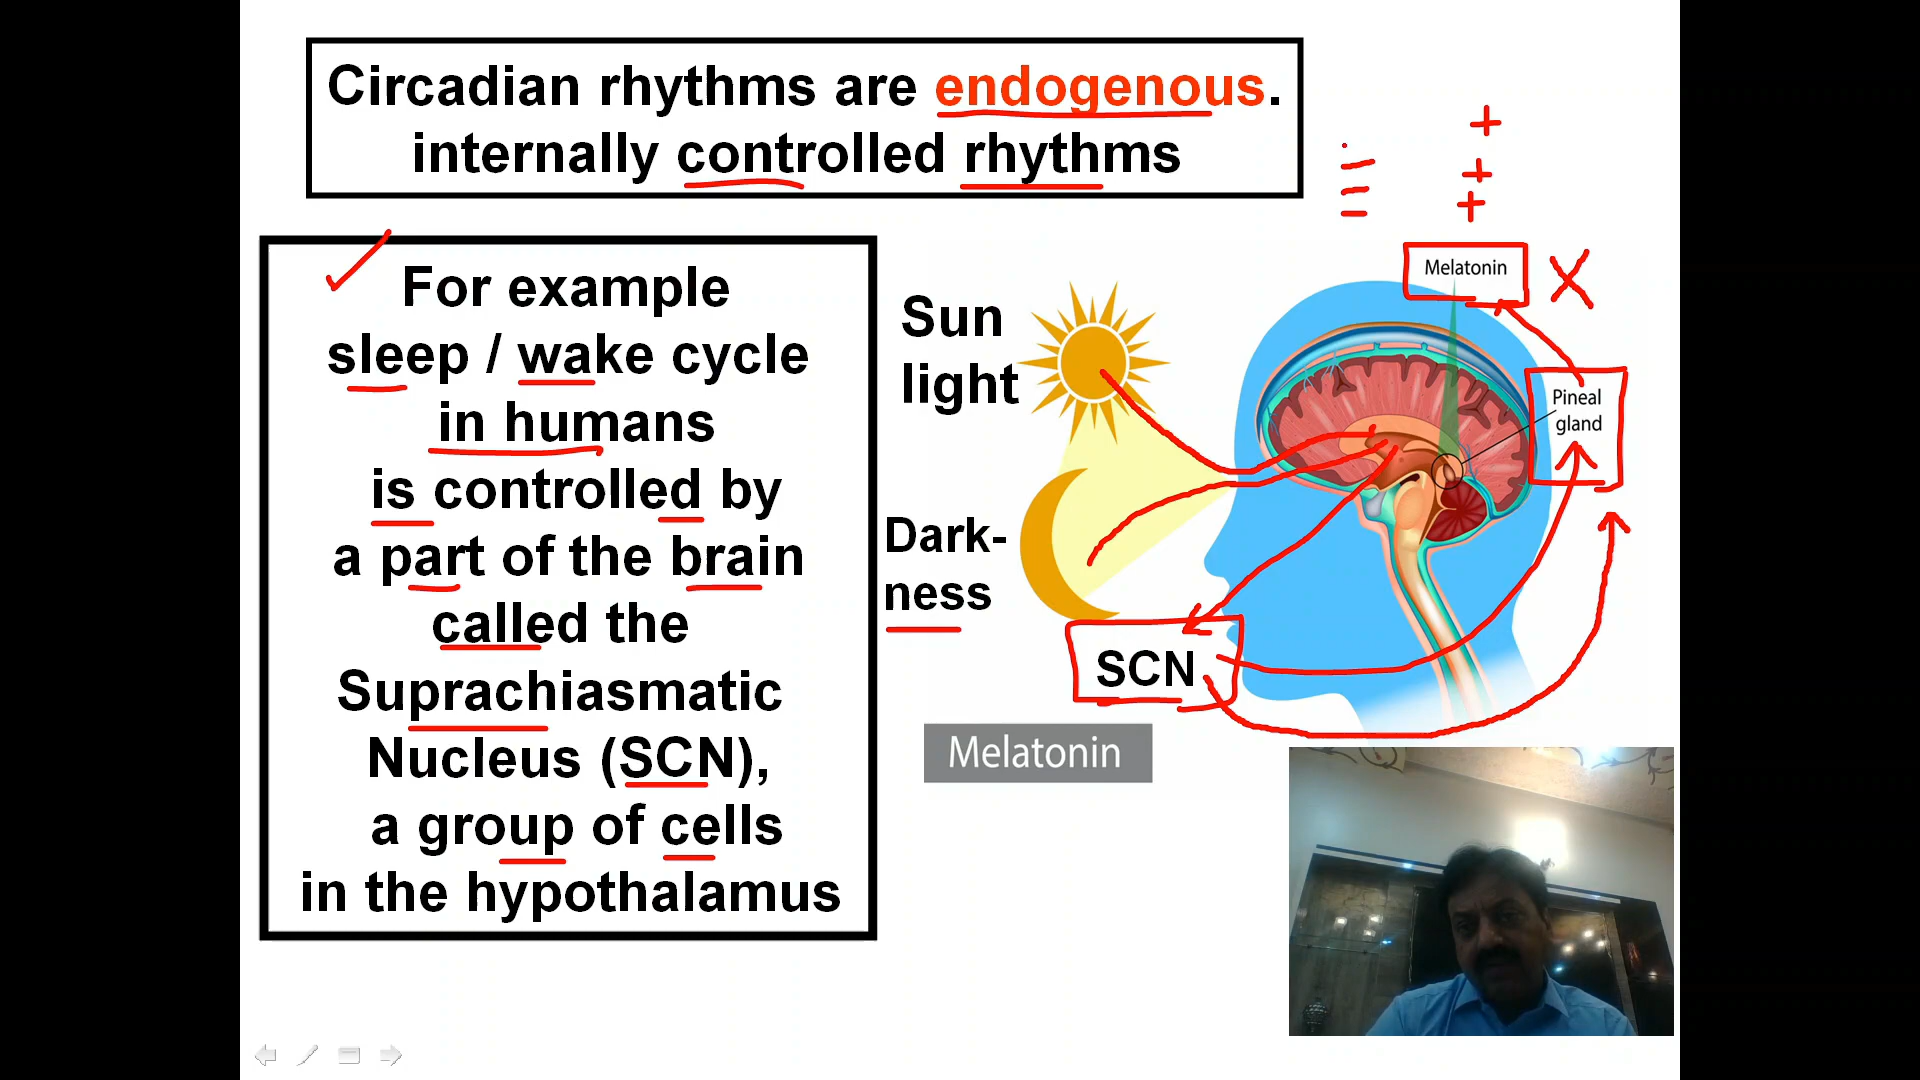 Circadian rhythms are endogenous.
internally controlled rhythms
For example
sleep / wake cycle
in humans
is controlled by
a part of the brain
called the
Suprachiasmatic
Nucleus (SCN),
a group of cells
in the hypothalamus
Sun
light
Dark-
ness
SCN
Melatonin
Melatonin
Pineal
gland
+
+
+
X